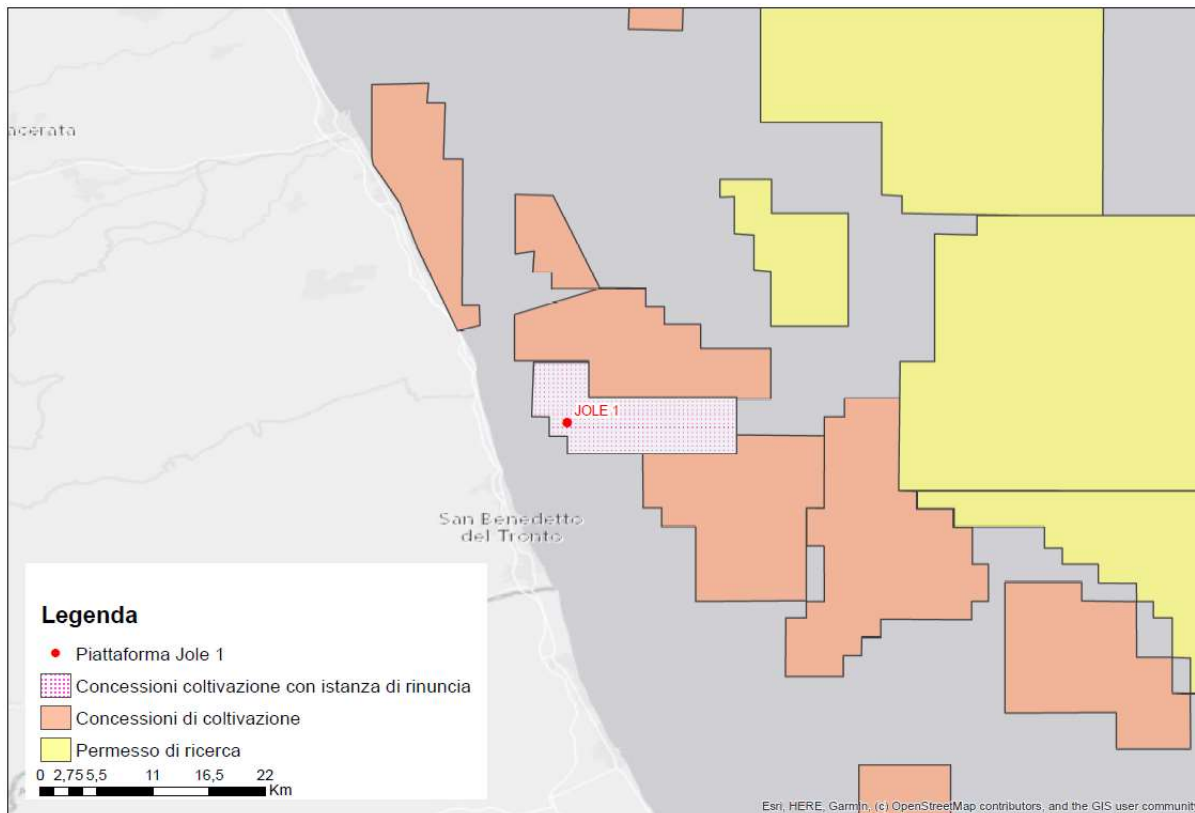 acerata
JOLE 1
San Benedetto
del Tronto
Legenda
Piattaforma Jole 1
Concessioni coltivazione con istanza di rinuncia
Concessioni di coltivazione
Permesso di ricerca
0 2,75 5,5 11 16,5 22
Km
Esri, HERE, Garmin, (c) OpenStreetMap contributors, and the GIS user community